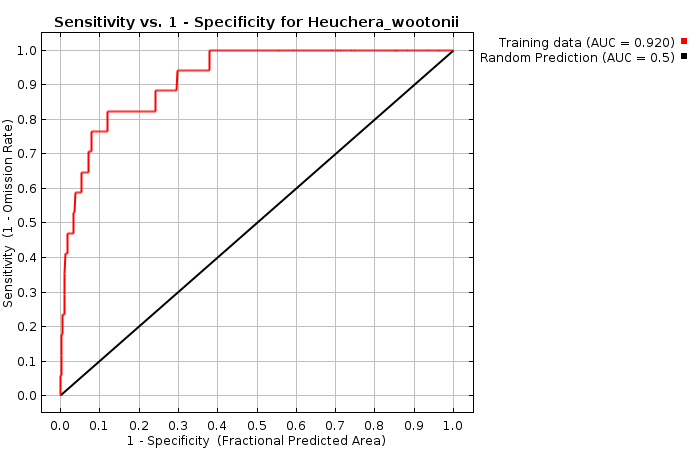 Sensitivity vs. 1 - Specificity for Heuchera_wootonii
Training data (AUC = 0.920)
Random Prediction (AUC = 0.5)
Sensitivity (1 - Omission Rate)
1.0
0.9
0.8
0.7
0.6
0.5
0.4
0.3
0.2
0.1
0.0
0.0 0.1 0.2 0.3 0.4 0.5 0.6 0.7 0.8 0.9 1.0
1 - Specificity (Fractional Predicted Area)